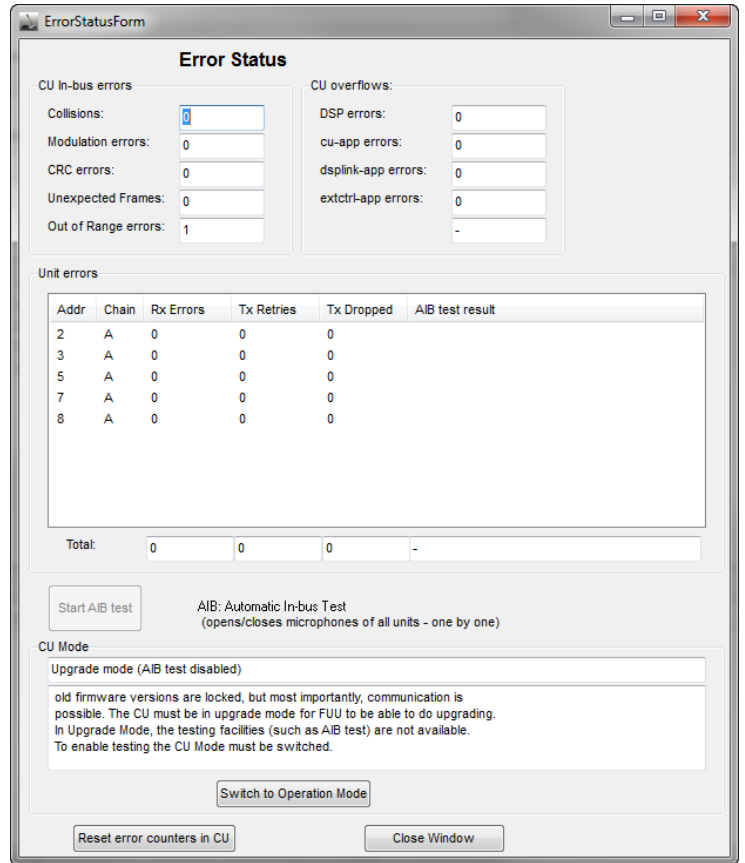 ErrorStatusForm
Error Status
CU In-bus errors
Collisions: 0
Modulation errors: 0
CRC errors: 0
Unexpected Frames: 0
Out of Range errors: 1
CU overflows:
DSP errors: 0
cu-app errors: 0
dsplink-app errors: 0
extctrl-app errors: 0
-
Unit errors
Addr Chain Rx Errors Tx Retries Tx Dropped AIB test result
2 A 0 0 0
3 A 0 0 0
5 A 0 0 0
7 A 0 0 0
8 A 0 0 0
Total: 0 0 0 -
Start AIB test
AIB: Automatic In-bus Test
(opens/closes microphones of all units - one by one)
CU Mode
Upgrade mode (AIB test disabled)
old firmware versions are locked, but most importantly, communication is
possible. The CU must be in upgrade mode for FUU to be able to do upgrading.
In Upgrade Mode, the testing facilities (such as AIB test) are not available.
To enable testing the CU Mode must be switched.
Switch to Operation Mode
Reset error counters in CU
Close Window